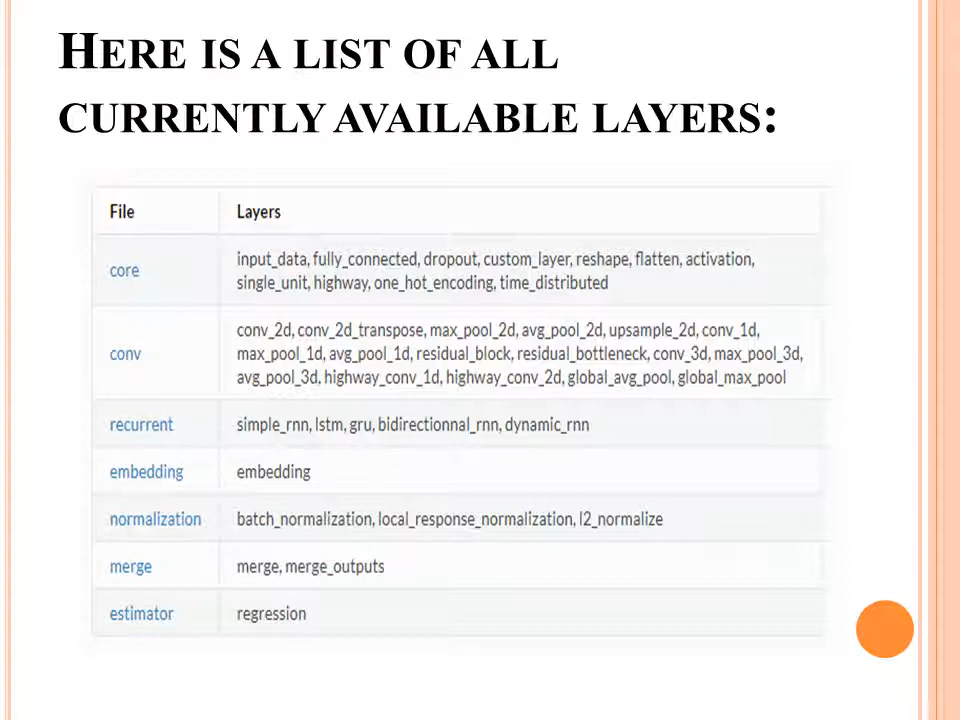 HERE IS A LIST OF ALL
CURRENTLY AVAILABLE LAYERS:
File Layers
core input_data, fully_connected, dropout, custom_layer, reshape, flatten, activation,
single_unit, highway, one_hot_encoding, time_distributed
conv conv_2d, conv_2d_transpose, max_pool_2d, avg_pool_2d, upsample_2d, conv_1d,
max_pool_1d, avg_pool_1d, residual_block, residual_bottleneck, conv_3d, max_pool_3d,
avg_pool_3d, highway_conv_1d, highway_conv_2d, global_avg_pool, global_max_pool
recurrent simple_rnn, lstm, gru, bidirectionnal_rnn, dynamic_rnn
embedding embedding
normalization batch_normalization, local_response_normalization, l2_normalize
merge merge, merge_outputs
estimator regression